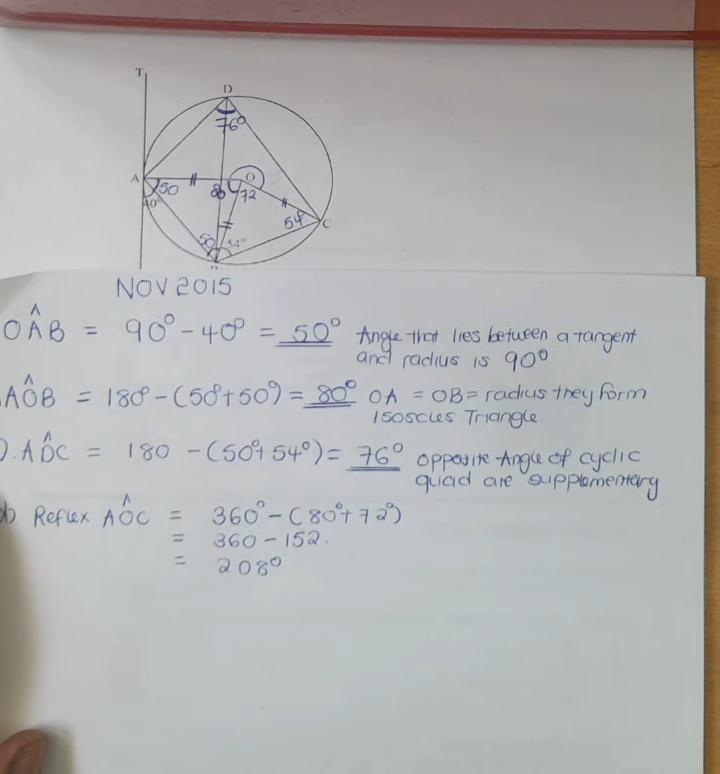 T
D
76°
A
50
O
80
72
40°
54°
C
50
54°
NOV 2015
OÂB = 90° - 40° = 50° Angle that lies between a tangent
and radius is 90°
AÔB = 180° - (50° + 50°) = 80° OA = OB = radius they form
Isoscles Triangle.
). AD̂C = 180 - (50° + 54°) = 76° opposite Angle of cyclic
quad are supplementary
d) Reflex AÔC = 360° - (80° + 72°)
= 360 - 152.
= 208°